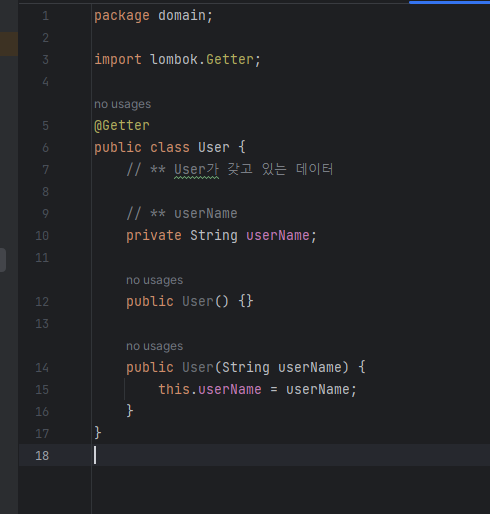 1 package domain;
2
3 import lombok.Getter;
4
no usages
5 @Getter
6 public class User {
7 // ** User가 갖고 있는 데이터
8
9 // ** userName
10 private String userName;
11
no usages
12 public User() {}
13
no usages
14 public User(String userName) {
15 this.userName = userName;
16 }
17 }
18